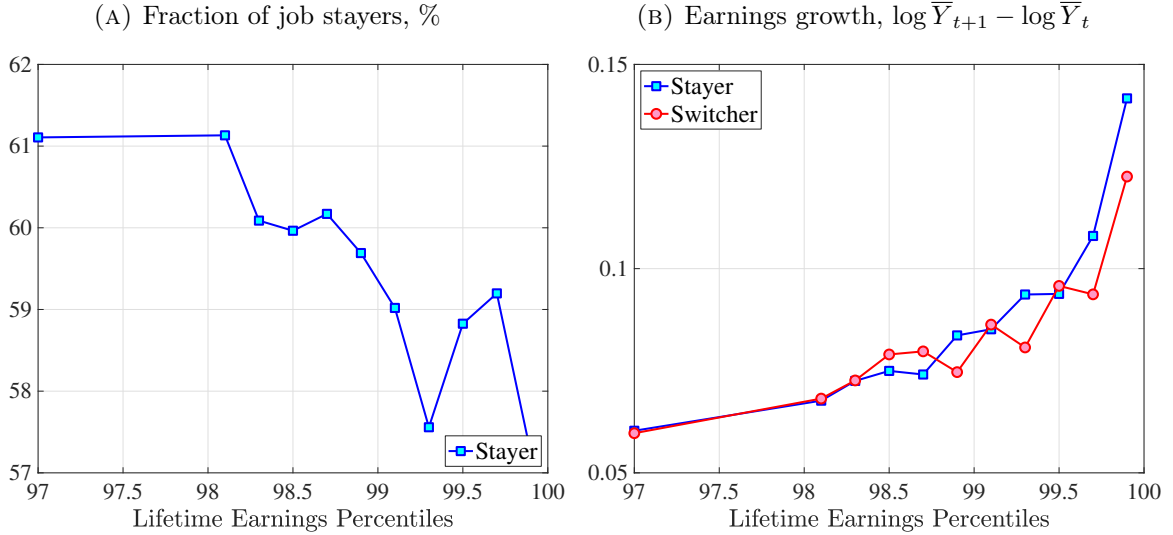 (A) Fraction of job stayers, %
62
61
60
59
58
57
97 97.5 98 98.5 99 99.5 100
Lifetime Earnings Percentiles
Stayer
(B) Earnings growth, log Y̅ₜ₊₁ − log Y̅ₜ
0.15
0.1
0.05
97 97.5 98 98.5 99 99.5 100
Lifetime Earnings Percentiles
Stayer
Switcher